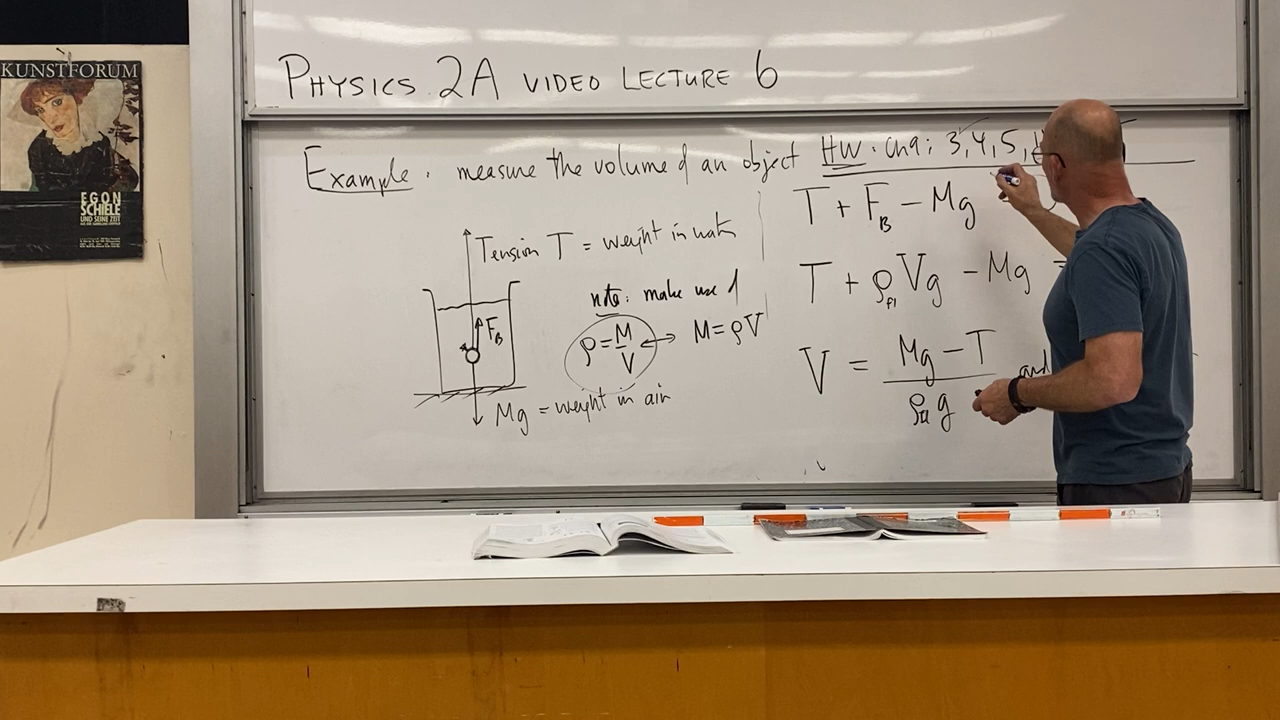 KUNSTFORUM
EGON
SCHIELE
UND SEINE ZEIT
PHYSICS 2A VIDEO LECTURE 6
Example. measure the volume of an object
Tension T = weight in
F_B
note: make use of
ρ = M/V → M = ρV
Mg = weight in air
HW. Ch9: 3, 4, 5,
T + F_B − Mg
T + ρ_fl Vg − Mg =
V = (Mg − T)/(ρ_fl g) and